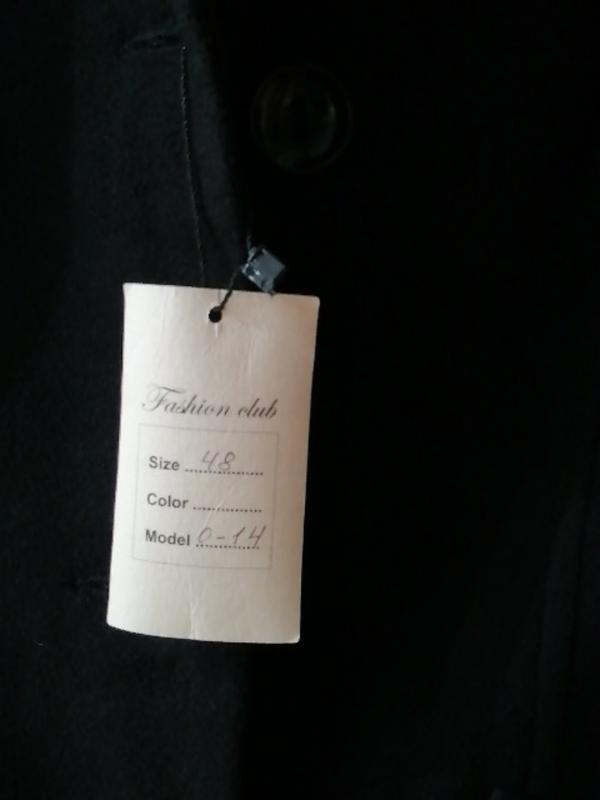 Fashion club
Size 48
Color
Model 0-14